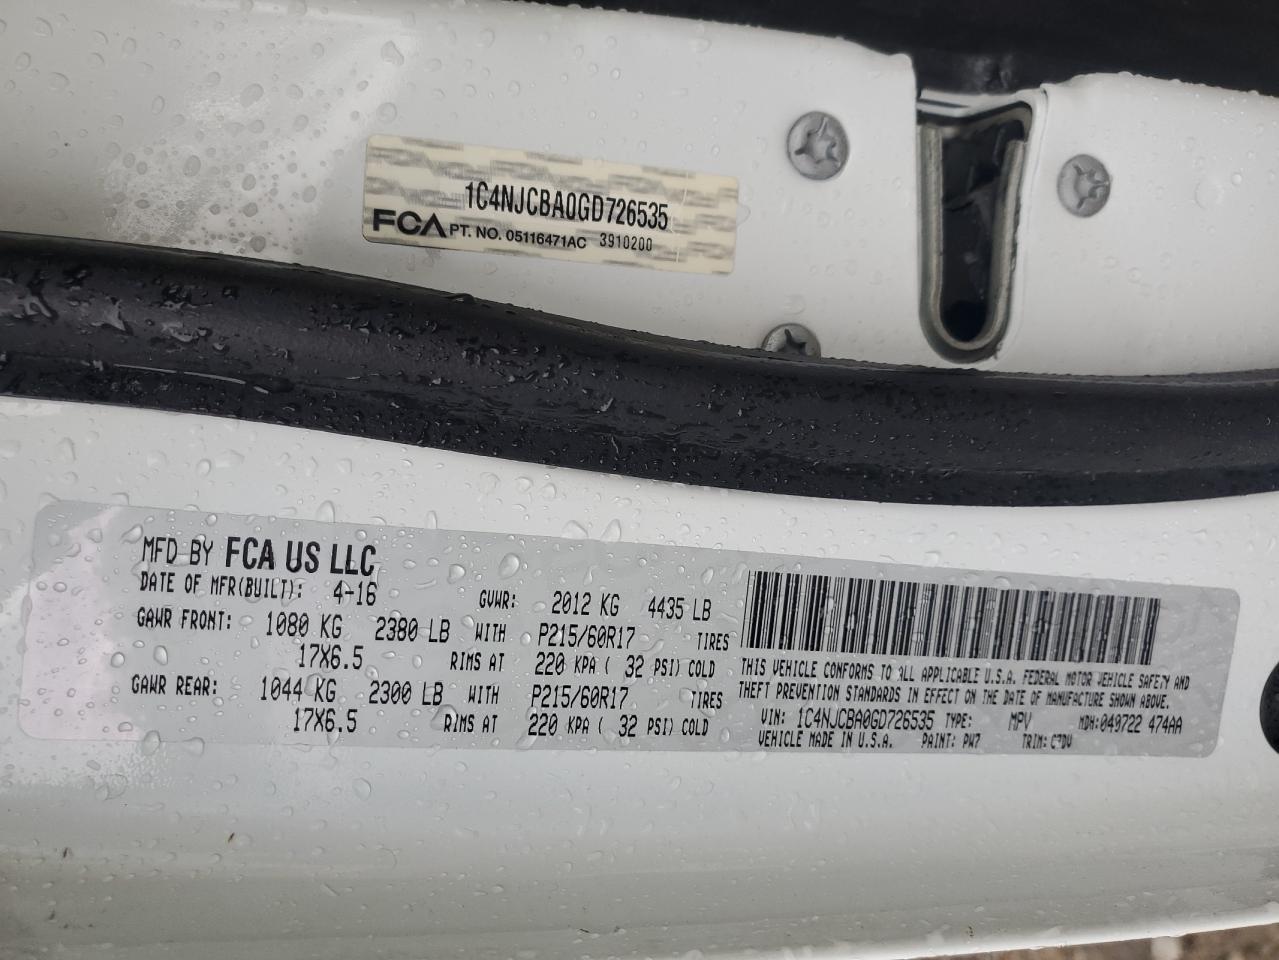 1C4NJCBA0GD726535
FCA PT. NO. 05116471AC 3910200
MFD BY FCA US LLC
DATE OF MFR(BUILT): 4-16 GVWR: 2012 KG 4435 LB
GAWR FRONT: 1080 KG 2380 LB WITH P215/60R17 TIRES
17X6.5 RIMS AT 220 KPA ( 32 PSI) COLD
GAWR REAR: 1044 KG 2300 LB WITH P215/60R17 TIRES
17X6.5 RIMS AT 220 KPA ( 32 PSI) COLD
THIS VEHICLE CONFORMS TO ALL APPLICABLE U.S.A. FEDERAL MOTOR VEHICLE SAFETY AND
THEFT PREVENTION STANDARDS IN EFFECT ON THE DATE OF MANUFACTURE SHOWN ABOVE.
VIN: 1C4NJCBA0GD726535 TYPE: MPV MDH:049722 474AA
VEHICLE MADE IN U.S.A. PAINT: PW7 TRIM: